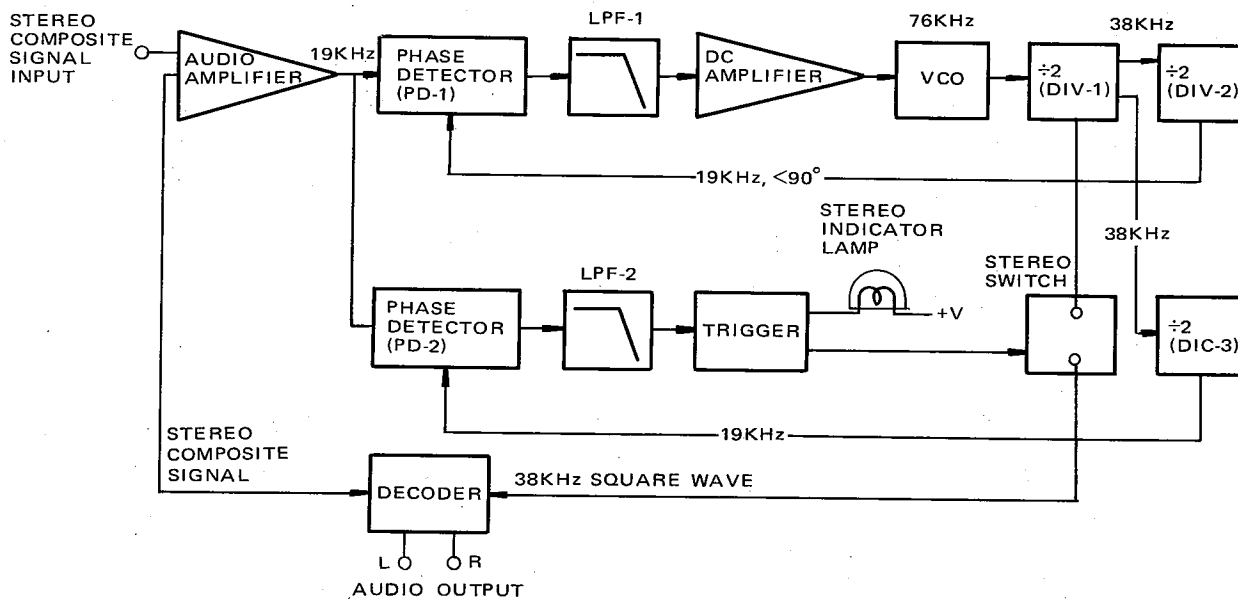 STEREO
COMPOSITE
SIGNAL
INPUT
AUDIO
AMPLIFIER
19KHz
PHASE
DETECTOR
(PD-1)
LPF-1
DC
AMPLIFIER
76KHz
VCO
÷2
(DIV-1)
38KHz
÷2
(DIV-2)
19KHz, <90°
38KHz
STEREO
INDICATOR
LAMP
+V
STEREO
SWITCH
PHASE
DETECTOR
(PD-2)
LPF-2
TRIGGER
÷2
(DIC-3)
19KHz
STEREO
COMPOSITE
SIGNAL
DECODER
38KHz SQUARE WAVE
L R
AUDIO OUTPUT